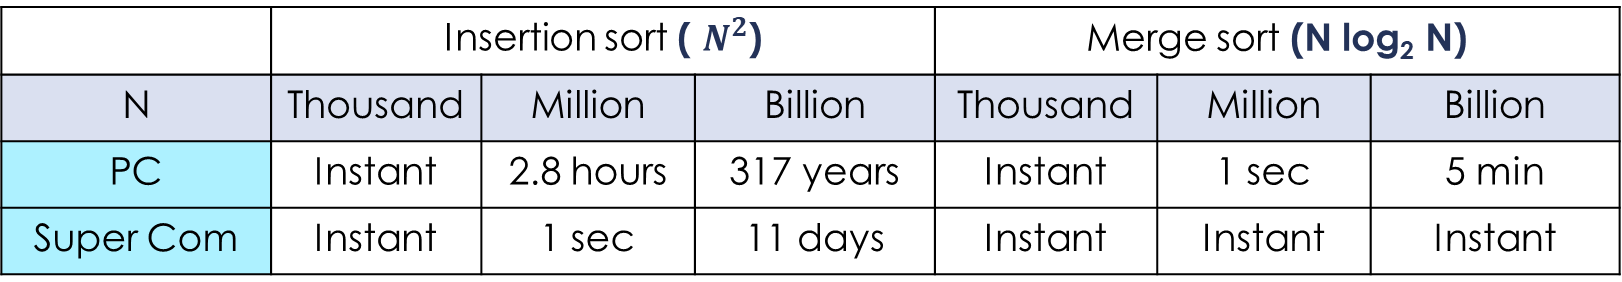 Insertion sort ( N²) Merge sort (N log₂ N)
N Thousand Million Billion Thousand Million Billion
PC Instant 2.8 hours 317 years Instant 1 sec 5 min
Super Com Instant 1 sec 11 days Instant Instant Instant